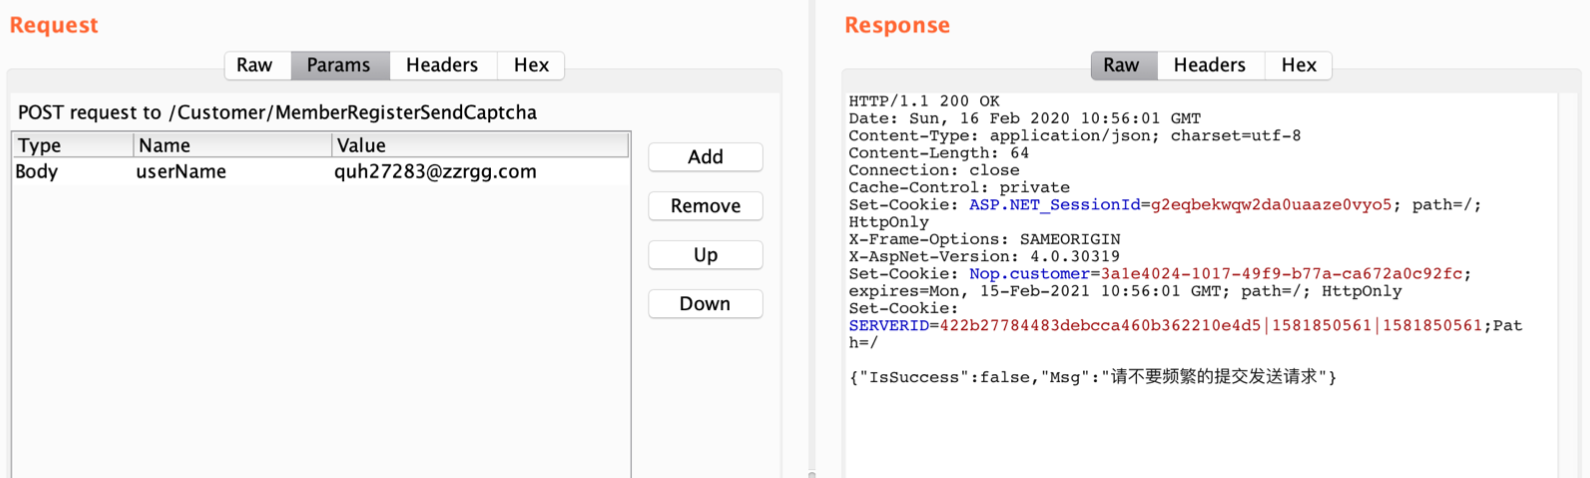 Request
Raw Params Headers Hex
POST request to /Customer/MemberRegisterSendCaptcha
Type Name Value
Body userName quh27283@zzrgg.com
Add
Remove
Up
Down
Response
Raw Headers Hex
HTTP/1.1 200 OK
Date: Sun, 16 Feb 2020 10:56:01 GMT
Content-Type: application/json; charset=utf-8
Content-Length: 64
Connection: close
Cache-Control: private
Set-Cookie: ASP.NET_SessionId=g2eqbekwqw2da0uaaze0vyo5; path=/;
HttpOnly
X-Frame-Options: SAMEORIGIN
X-AspNet-Version: 4.0.30319
Set-Cookie: Nop.customer=3a1e4024-1017-49f9-b77a-ca672a0c92fc;
expires=Mon, 15-Feb-2021 10:56:01 GMT; path=/; HttpOnly
Set-Cookie:
SERVERID=422b27784483debcca460b362210e4d5|1581850561|1581850561;Pat
h=/
{"IsSuccess":false,"Msg":"请不要频繁的提交发送请求"}